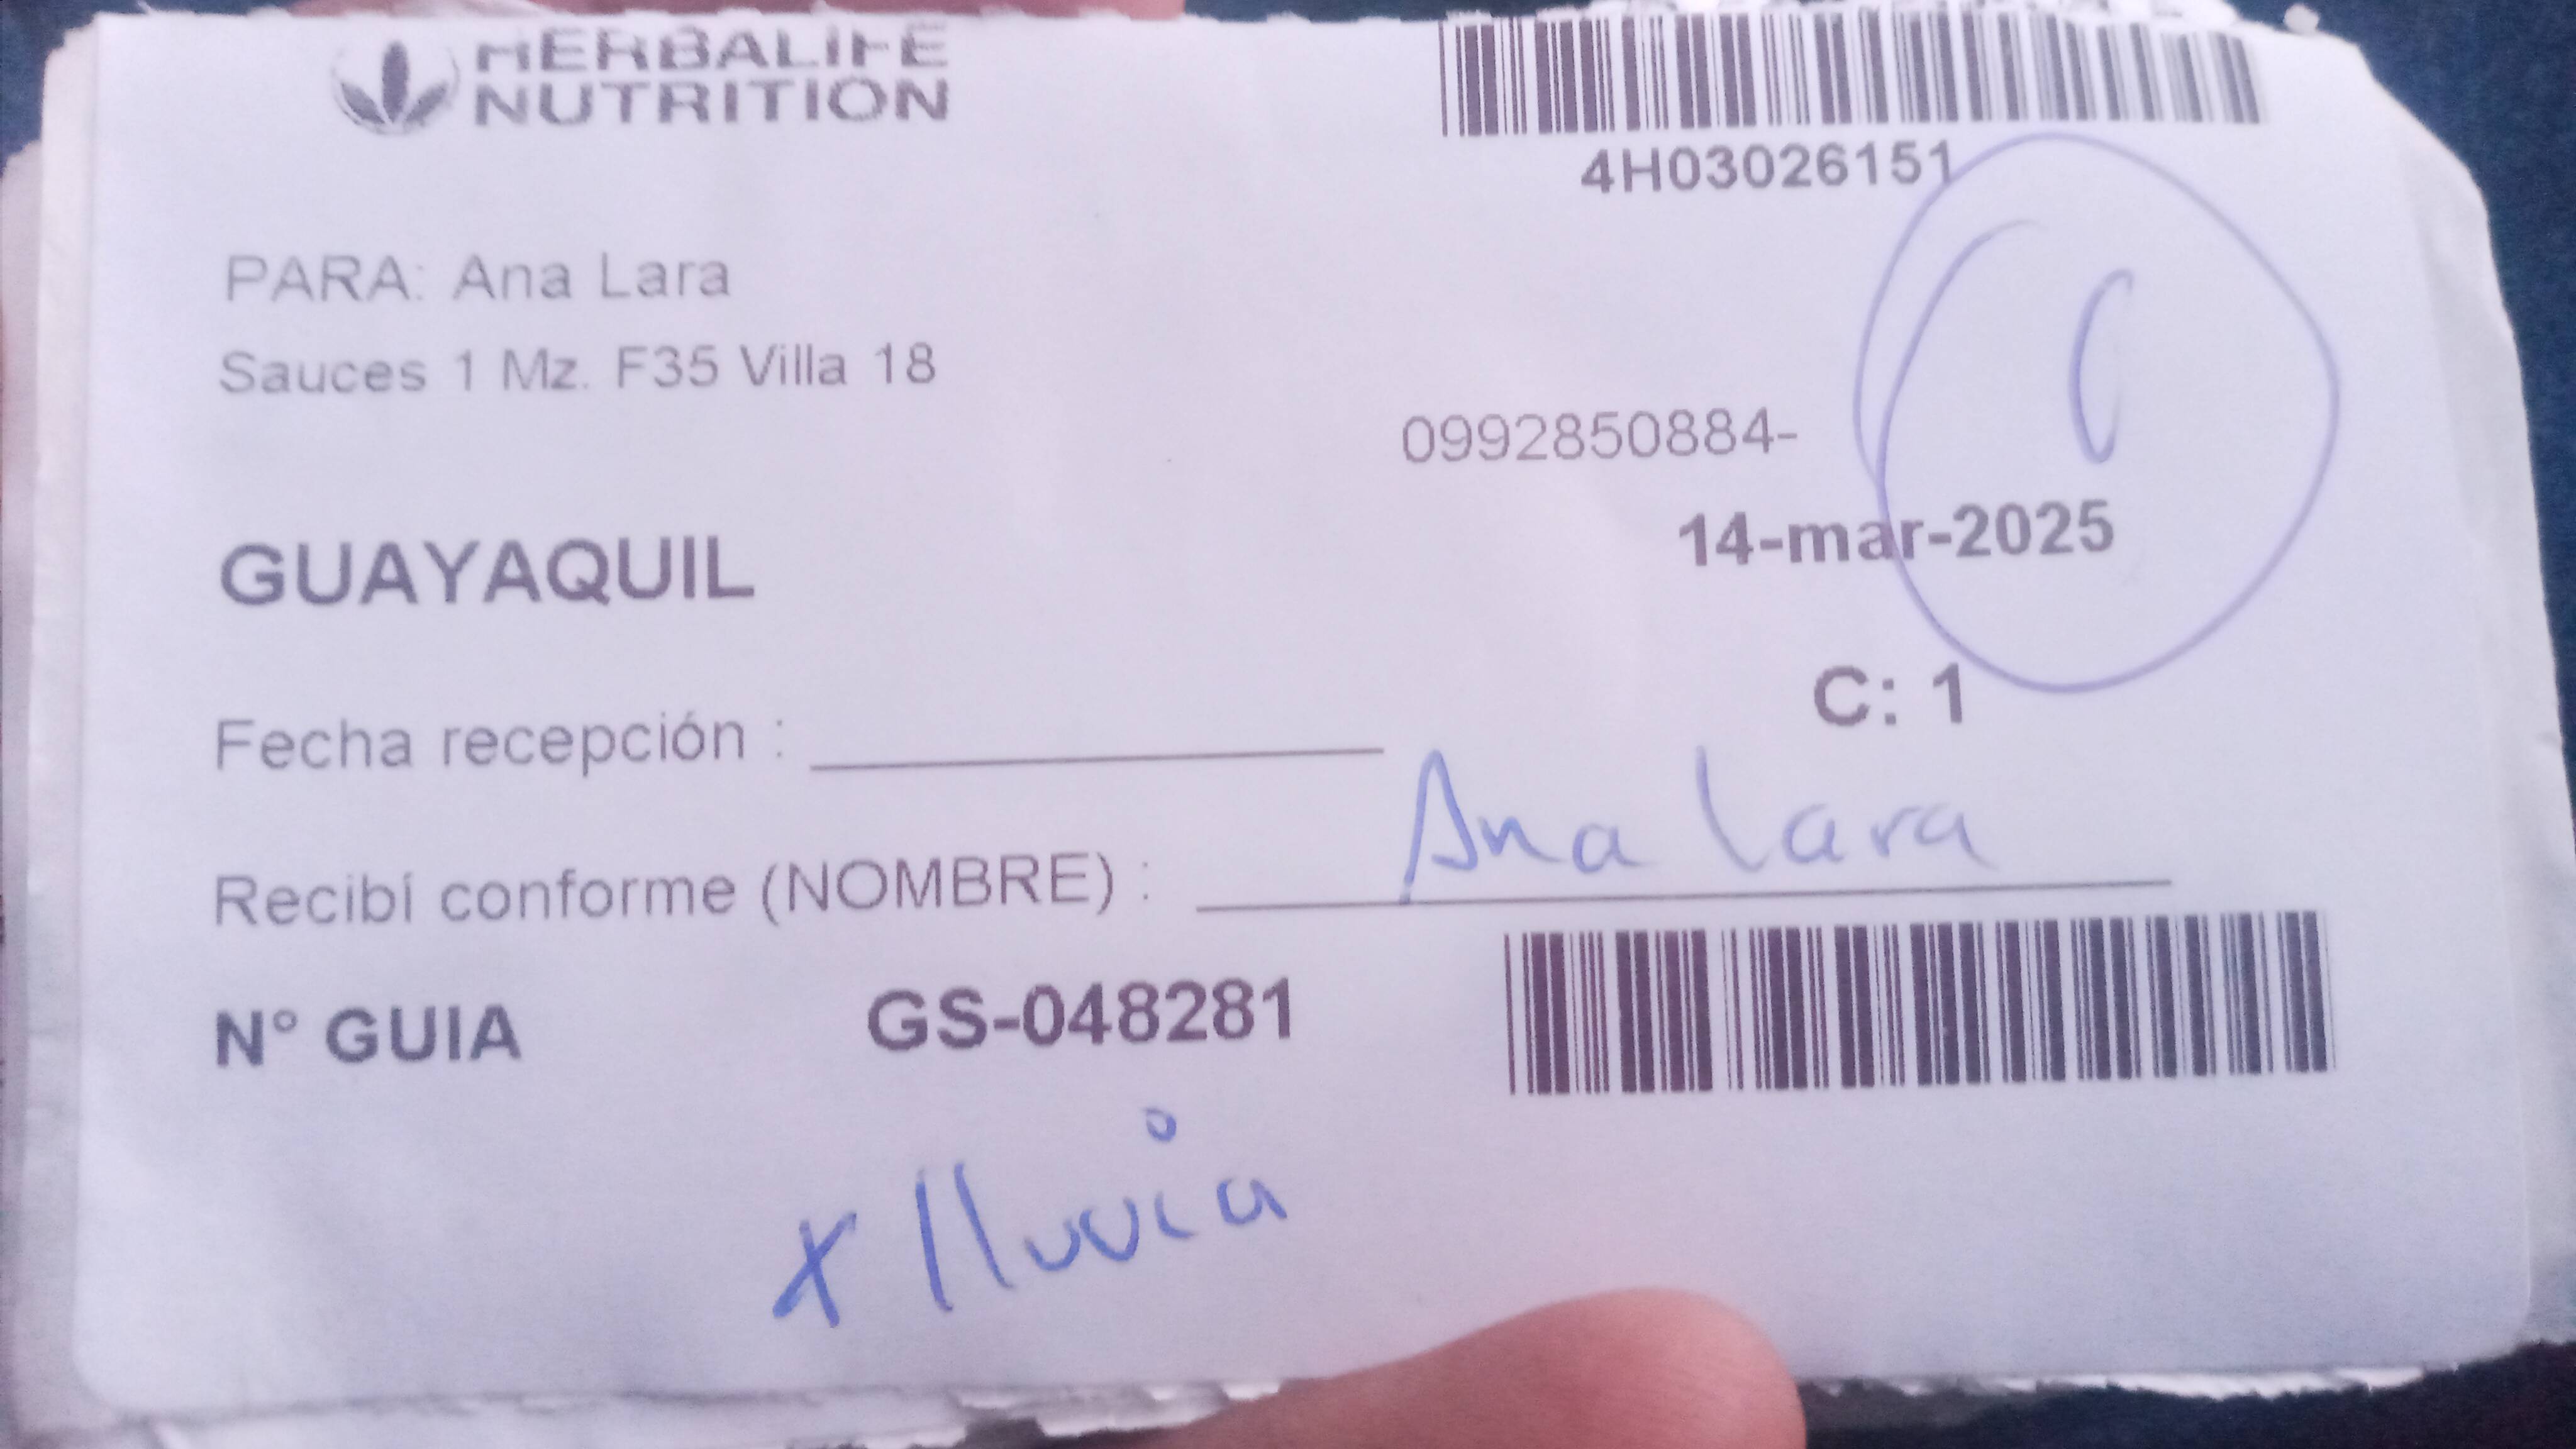 HERBALIFE
NUTRITION
4H03026151
PARA: Ana Lara
Sauces 1 Mz. F35 Villa 18
0992850884-
14-mar-2025
GUAYAQUIL
C: 1
Fecha recepción :
Recibí conforme (NOMBRE) : Ana Lara
N° GUIA GS-048281
x lluvia